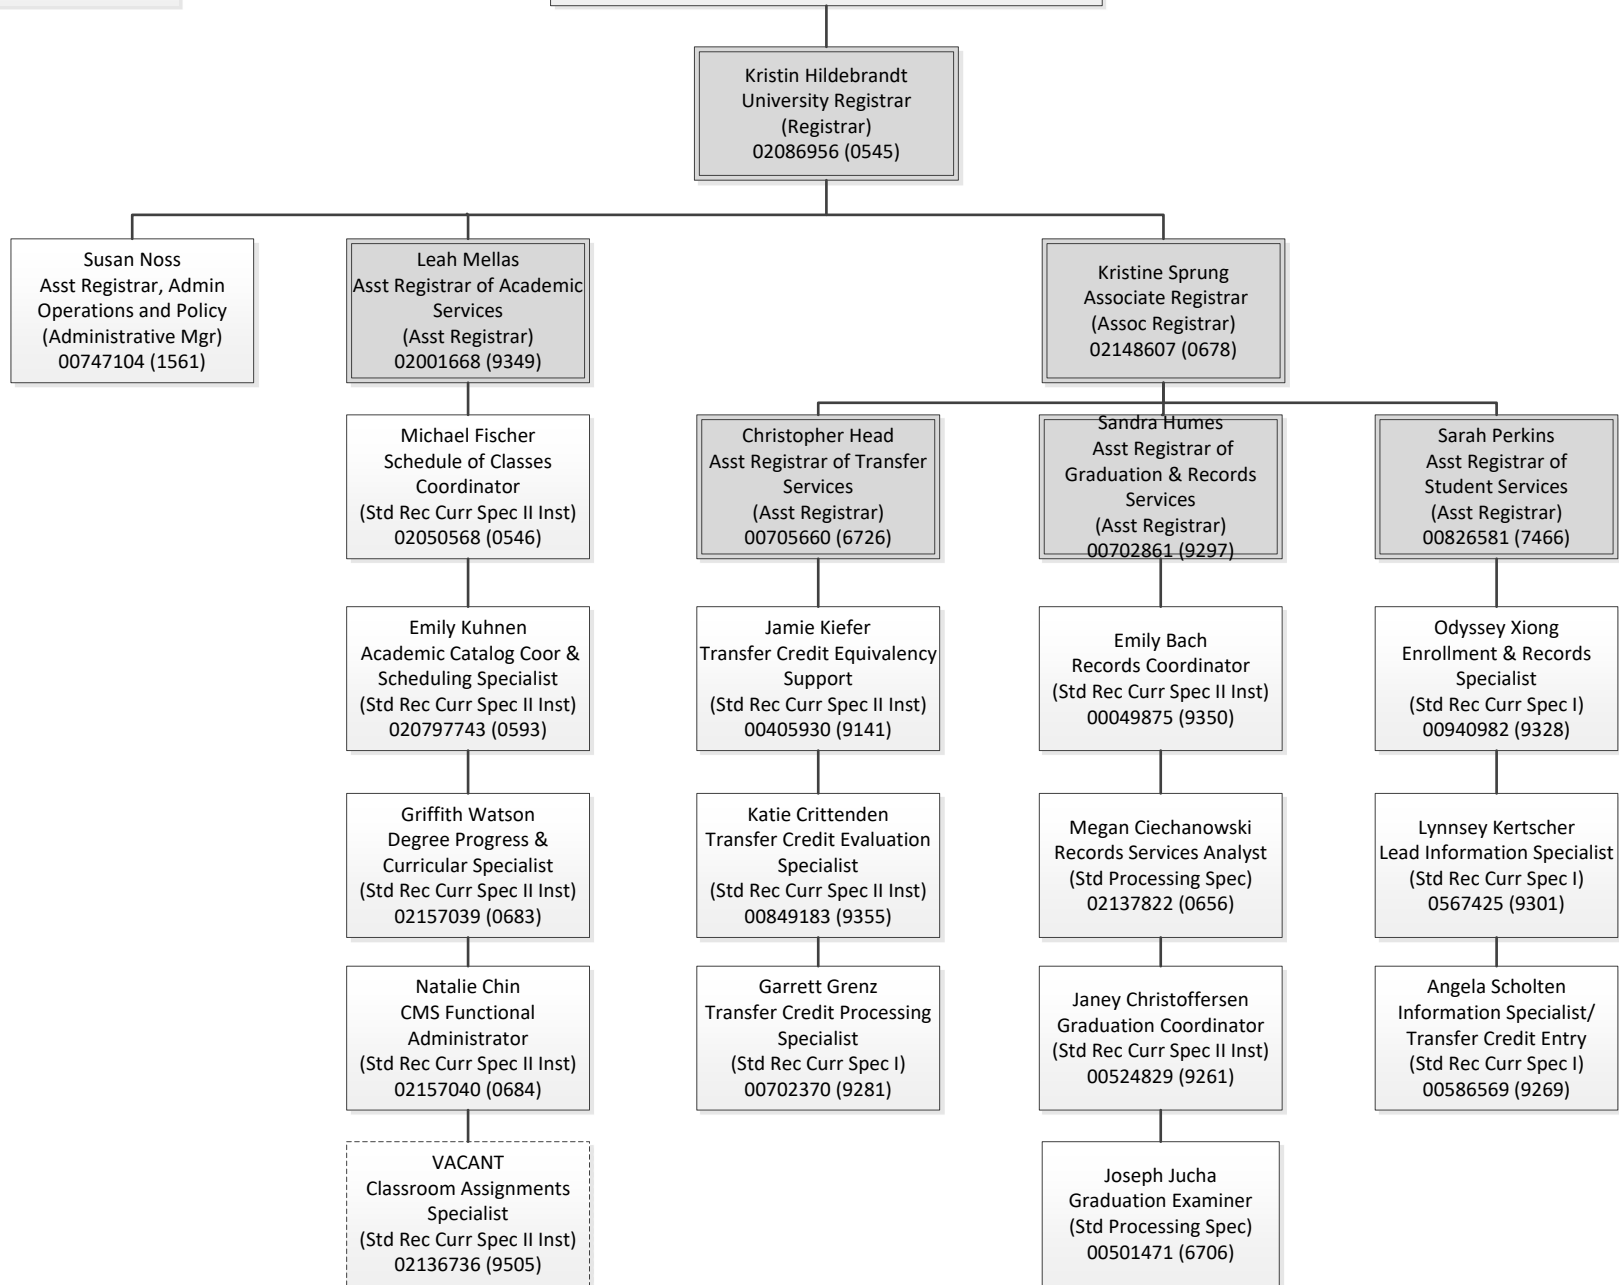 Kristin Hildebrandt
University Registrar
(Registrar)
02086956 (0545)
Susan Noss
Asst Registrar, Admin
Operations and Policy
(Administrative Mgr)
00747104 (1561)
Leah Mellas
Asst Registrar of Academic
Services
(Asst Registrar)
02001668 (9349)
Kristine Sprung
Associate Registrar
(Assoc Registrar)
02148607 (0678)
Michael Fischer
Schedule of Classes
Coordinator
(Std Rec Curr Spec II Inst)
02050568 (0546)
Christopher Head
Asst Registrar of Transfer
Services
(Asst Registrar)
00705660 (6726)
Sandra Humes
Asst Registrar of
Graduation & Records
Services
(Asst Registrar)
00702861 (9297)
Sarah Perkins
Asst Registrar of
Student Services
(Asst Registrar)
00826581 (7466)
Emily Kuhnen
Academic Catalog Coor &
Scheduling Specialist
(Std Rec Curr Spec II Inst)
020797743 (0593)
Jamie Kiefer
Transfer Credit Equivalency
Support
(Std Rec Curr Spec II Inst)
00405930 (9141)
Emily Bach
Records Coordinator
(Std Rec Curr Spec II Inst)
00049875 (9350)
Odyssey Xiong
Enrollment & Records
Specialist
(Std Rec Curr Spec I)
00940982 (9328)
Griffith Watson
Degree Progress &
Curricular Specialist
(Std Rec Curr Spec II Inst)
02157039 (0683)
Katie Crittenden
Transfer Credit Evaluation
Specialist
(Std Rec Curr Spec II Inst)
00849183 (9355)
Megan Ciechanowski
Records Services Analyst
(Std Processing Spec)
02137822 (0656)
Lynnsey Kertscher
Lead Information Specialist
(Std Rec Curr Spec I)
0567425 (9301)
Natalie Chin
CMS Functional
Administrator
(Std Rec Curr Spec II Inst)
02157040 (0684)
Garrett Grenz
Transfer Credit Processing
Specialist
(Std Rec Curr Spec I)
00702370 (9281)
Janey Christoffersen
Graduation Coordinator
(Std Rec Curr Spec II Inst)
00524829 (9261)
Angela Scholten
Information Specialist/
Transfer Credit Entry
(Std Rec Curr Spec I)
00586569 (9269)
VACANT
Classroom Assignments
Specialist
(Std Rec Curr Spec II Inst)
02136736 (9505)
Joseph Jucha
Graduation Examiner
(Std Processing Spec)
00501471 (6706)